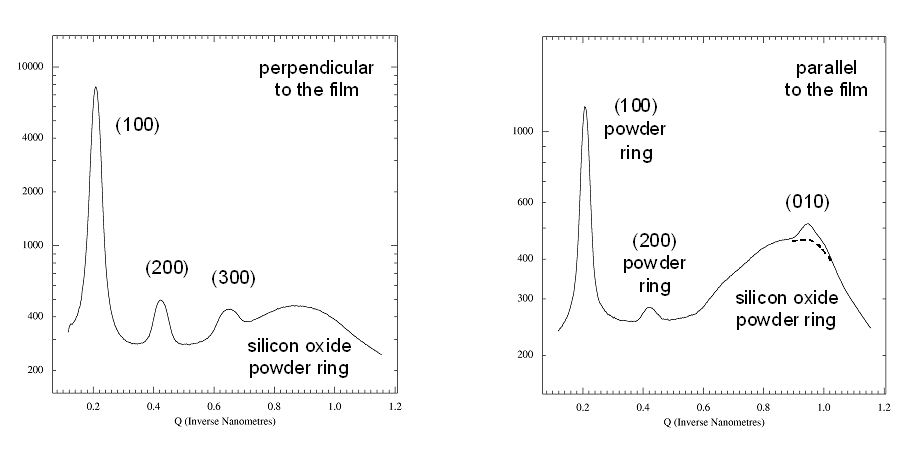 perpendicular
to the film
10000
4000
2000
1000
400
200
(100)
(200)
(300)
silicon oxide
powder ring
0.2 0.4 0.6 0.8 1.0 1.2
Q (Inverse Nanometres)
parallel
to the film
1000
600
400
300
200
(100)
powder
ring
(200)
powder
ring
(010)
silicon oxide
powder ring
0.2 0.4 0.6 0.8 1.0 1.2
Q (Inverse Nanometres)